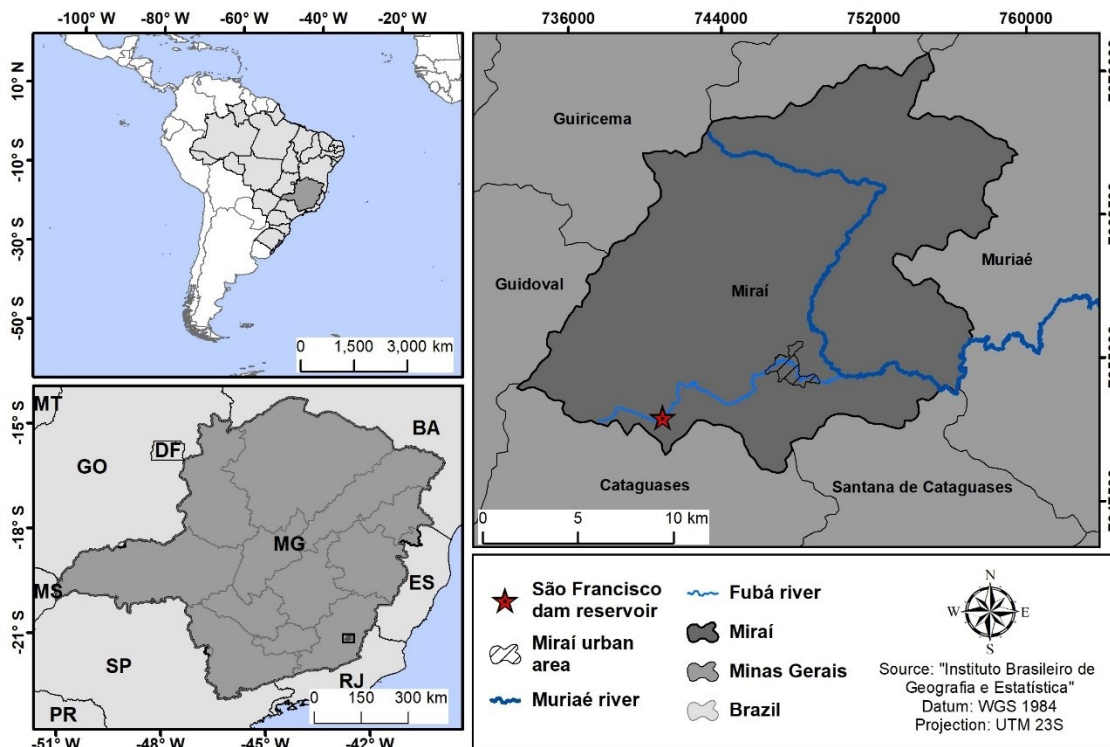 -100° W -80° W -60° W -40° W -20° W
10° N
-10° S
-30° S
-50° S
0 1,500 3,000 km
736000 744000 752000 760000
Guiricema
Guidoval
Miraí
Muriaé
Cataguases
Santana de Cataguases
0 5 10 km
MT
DF
BA
GO
MG
MS
ES
SP
RJ
PR
-15° S
-18° S
-21° S
0 150 300 km
-51° W -48° W -45° W -42° W
São Francisco
dam reservoir
Miraí urban
area
Muriaé river
Fubá river
Miraí
Minas Gerais
Brazil
N
W E
S
Source: "Instituto Brasileiro de
Geografia e Estatística"
Datum: WGS 1984
Projection: UTM 23S